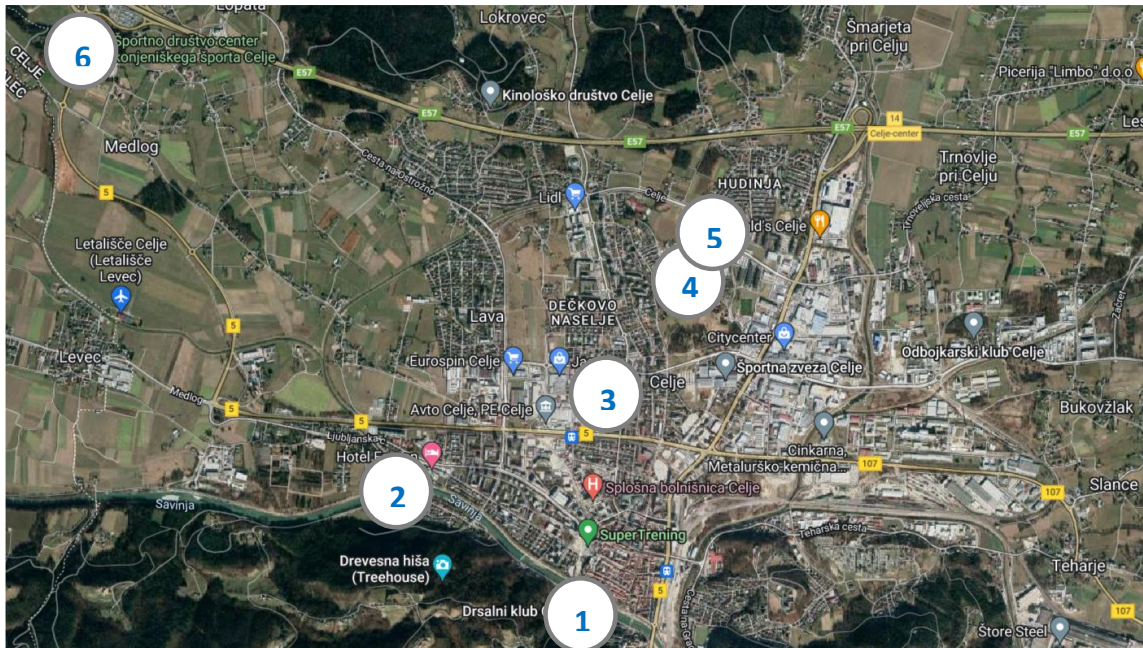 Lopata
Lokrovec
Šmarjeta
pri Celju
6
Športno društvo center
konjeniškega športa Celje
CELJE
E57
Picerija "Limbo" d.o.o
Kinološko društvo Celje
14
Celje-center
E57
E57
E57
Medlog
Cesta na Ostrožno
Trnovlje
pri Celju
5
HUDINJA
Lidl
Celje
Trnoveljska cesta
5
ld's Celje
Letališče Celje
(Letališče
Levec)
4
DEČKOVO
NASELJE
Lava
5
Citycenter
Levec
Eurospin Celje
Športna zveza Celje
Odbojkarski klub Celje
Celje
3
Medlog
5
Avto Celje, PE Celje
5
5
Bukovžlak
Ljubljanska
Cinkarna,
Metalurško-kemična...
107
2
Splošna bolnišnica Celje
Slance
107
Savinja
Savinja
SuperTrening
Teharska cesta
Drevesna hiša
(Treehouse)
Teharje
5
Drsalni klub
1
107
Štore Steel